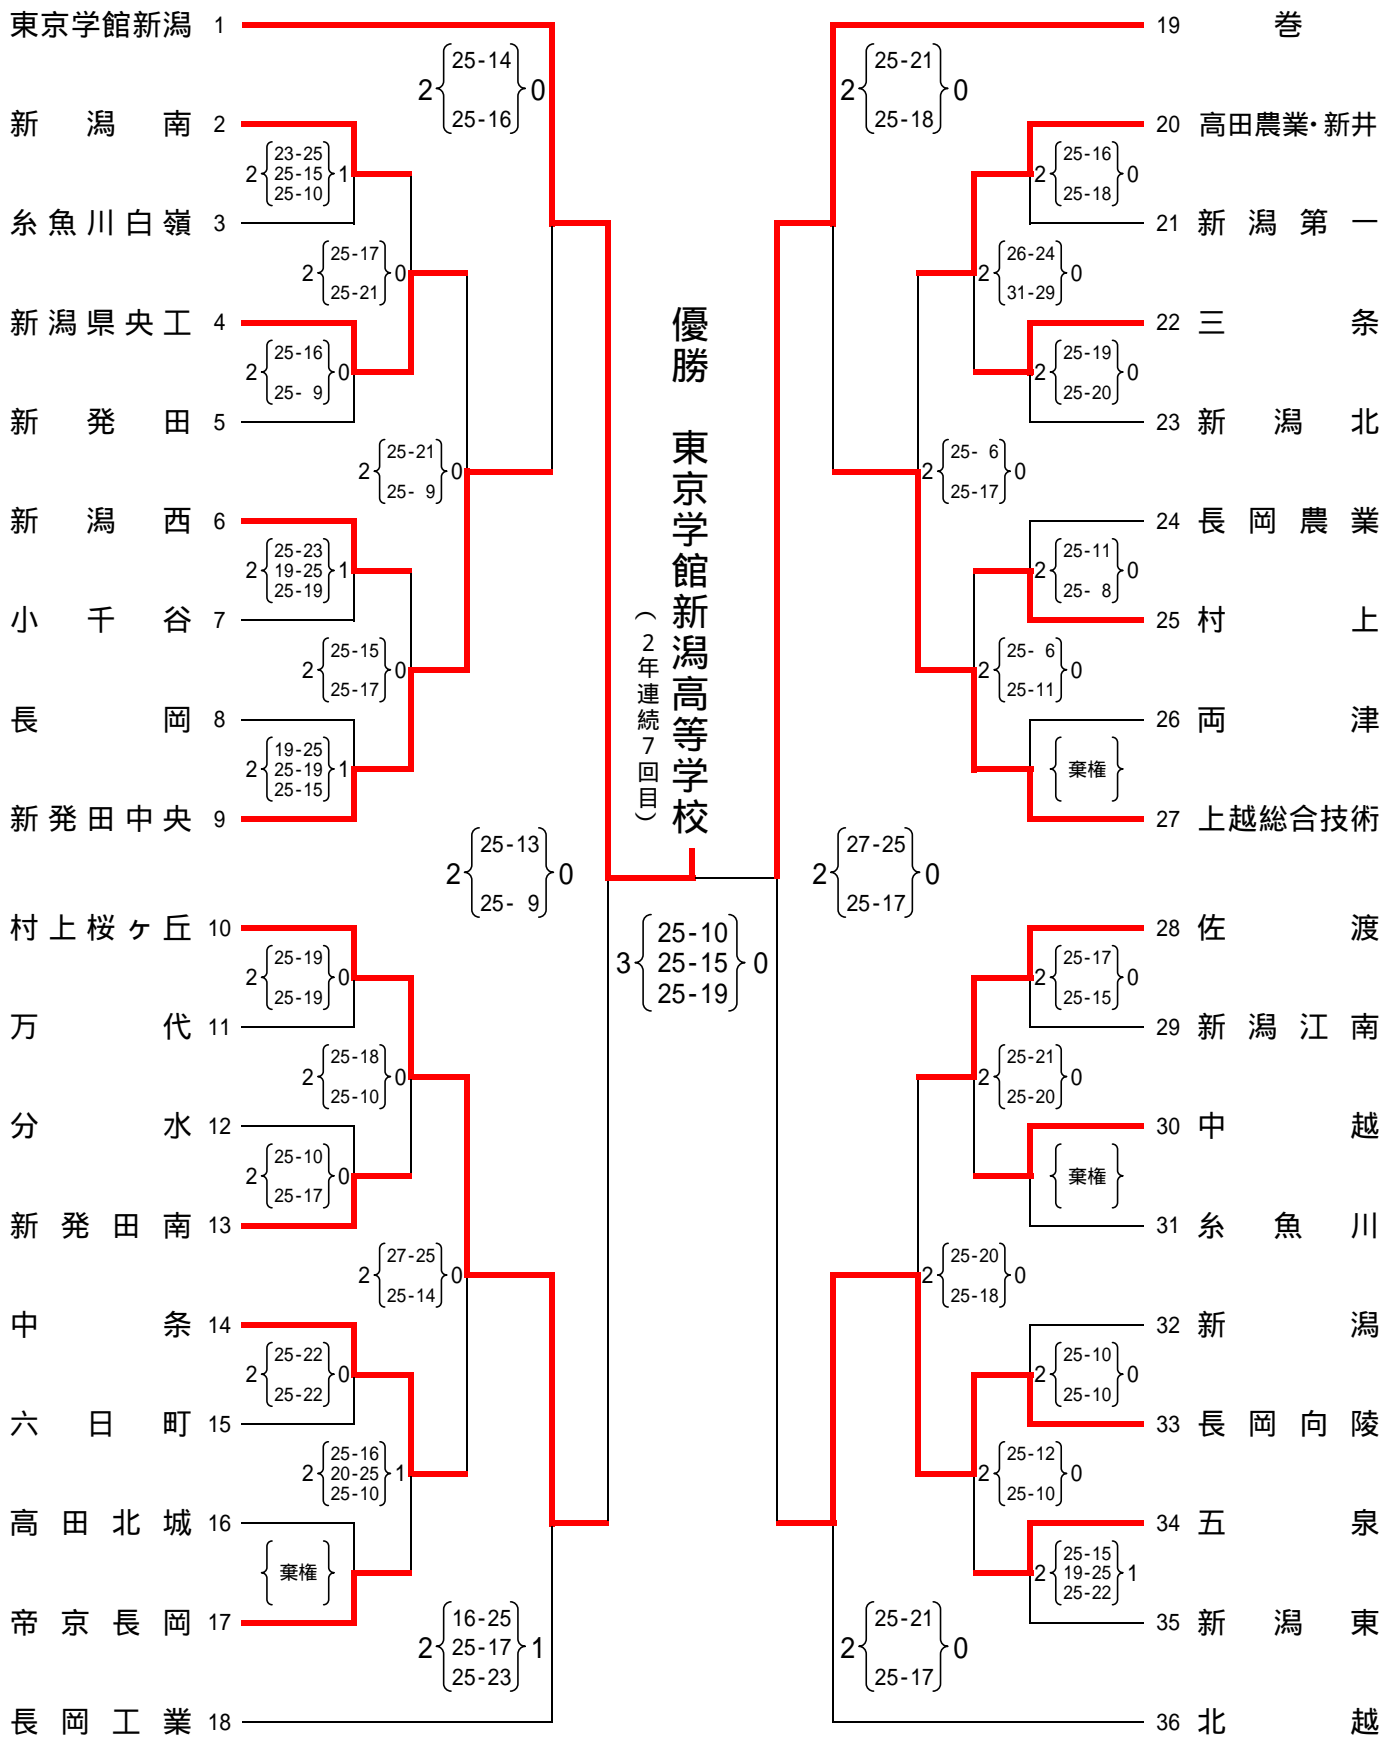 東京学館新潟 1
2 25-14 0
25-16
新潟南 2
2 23-25 1
25-15
25-10
糸魚川白嶺 3
2 25-17 0
25-21
新潟県央工 4
2 25-16 0
25- 9
新発田 5
2 25-21 0
25- 9
新潟西 6
2 25-23 1
19-25
25-19
小千谷 7
2 25-15 0
25-17
長岡 8
2 19-25 1
25-19
25-15
新発田中央 9
2 25-13 0
25- 9
村上桜ヶ丘 10
2 25-19 0
25-19
万代 11
2 25-18 0
25-10
分水 12
2 25-10 0
25-17
新発田南 13
2 27-25 0
25-14
中条 14
2 25-22 0
25-22
六日町 15
2 25-16 1
20-25
25-10
高田北城 16
棄権
帝京長岡 17
2 16-25 1
25-17
25-23
長岡工業 18
優勝 東京学館新潟高等学校
(2年連続7回目)
3 25-10 0
25-15
25-19
19 巻
2 25-21 0
25-18
20 高田農業・新井
2 25-16 0
25-18
21 新潟第一
2 26-24 0
31-29
22 三条
2 25-19 0
25-20
23 新潟北
2 25- 6 0
25-17
24 長岡農業
2 25-11 0
25- 8
25 村上
2 25- 6 0
25-11
26 両津
棄権
27 上越総合技術
2 27-25 0
25-17
28 佐渡
2 25-17 0
25-15
29 新潟江南
2 25-21 0
25-20
30 中越
棄権
31 糸魚川
2 25-20 0
25-18
32 新潟
2 25-10 0
25-10
33 長岡向陵
2 25-12 0
25-10
34 五泉
2 25-15 1
19-25
25-22
35 新潟東
2 25-21 0
25-17
36 北越